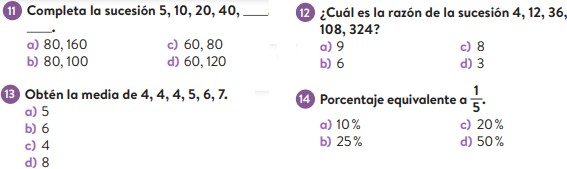 11 Completa la sucesión 5, 10, 20, 40, ____
____.
a) 80, 160
b) 80, 100
c) 60, 80
d) 60, 120
12 ¿Cuál es la razón de la sucesión 4, 12, 36,
108, 324?
a) 9
b) 6
c) 8
d) 3
13 Obtén la media de 4, 4, 4, 5, 6, 7.
a) 5
b) 6
c) 4
d) 8
14 Porcentaje equivalente a 1/5.
a) 10 %
b) 25 %
c) 20 %
d) 50 %